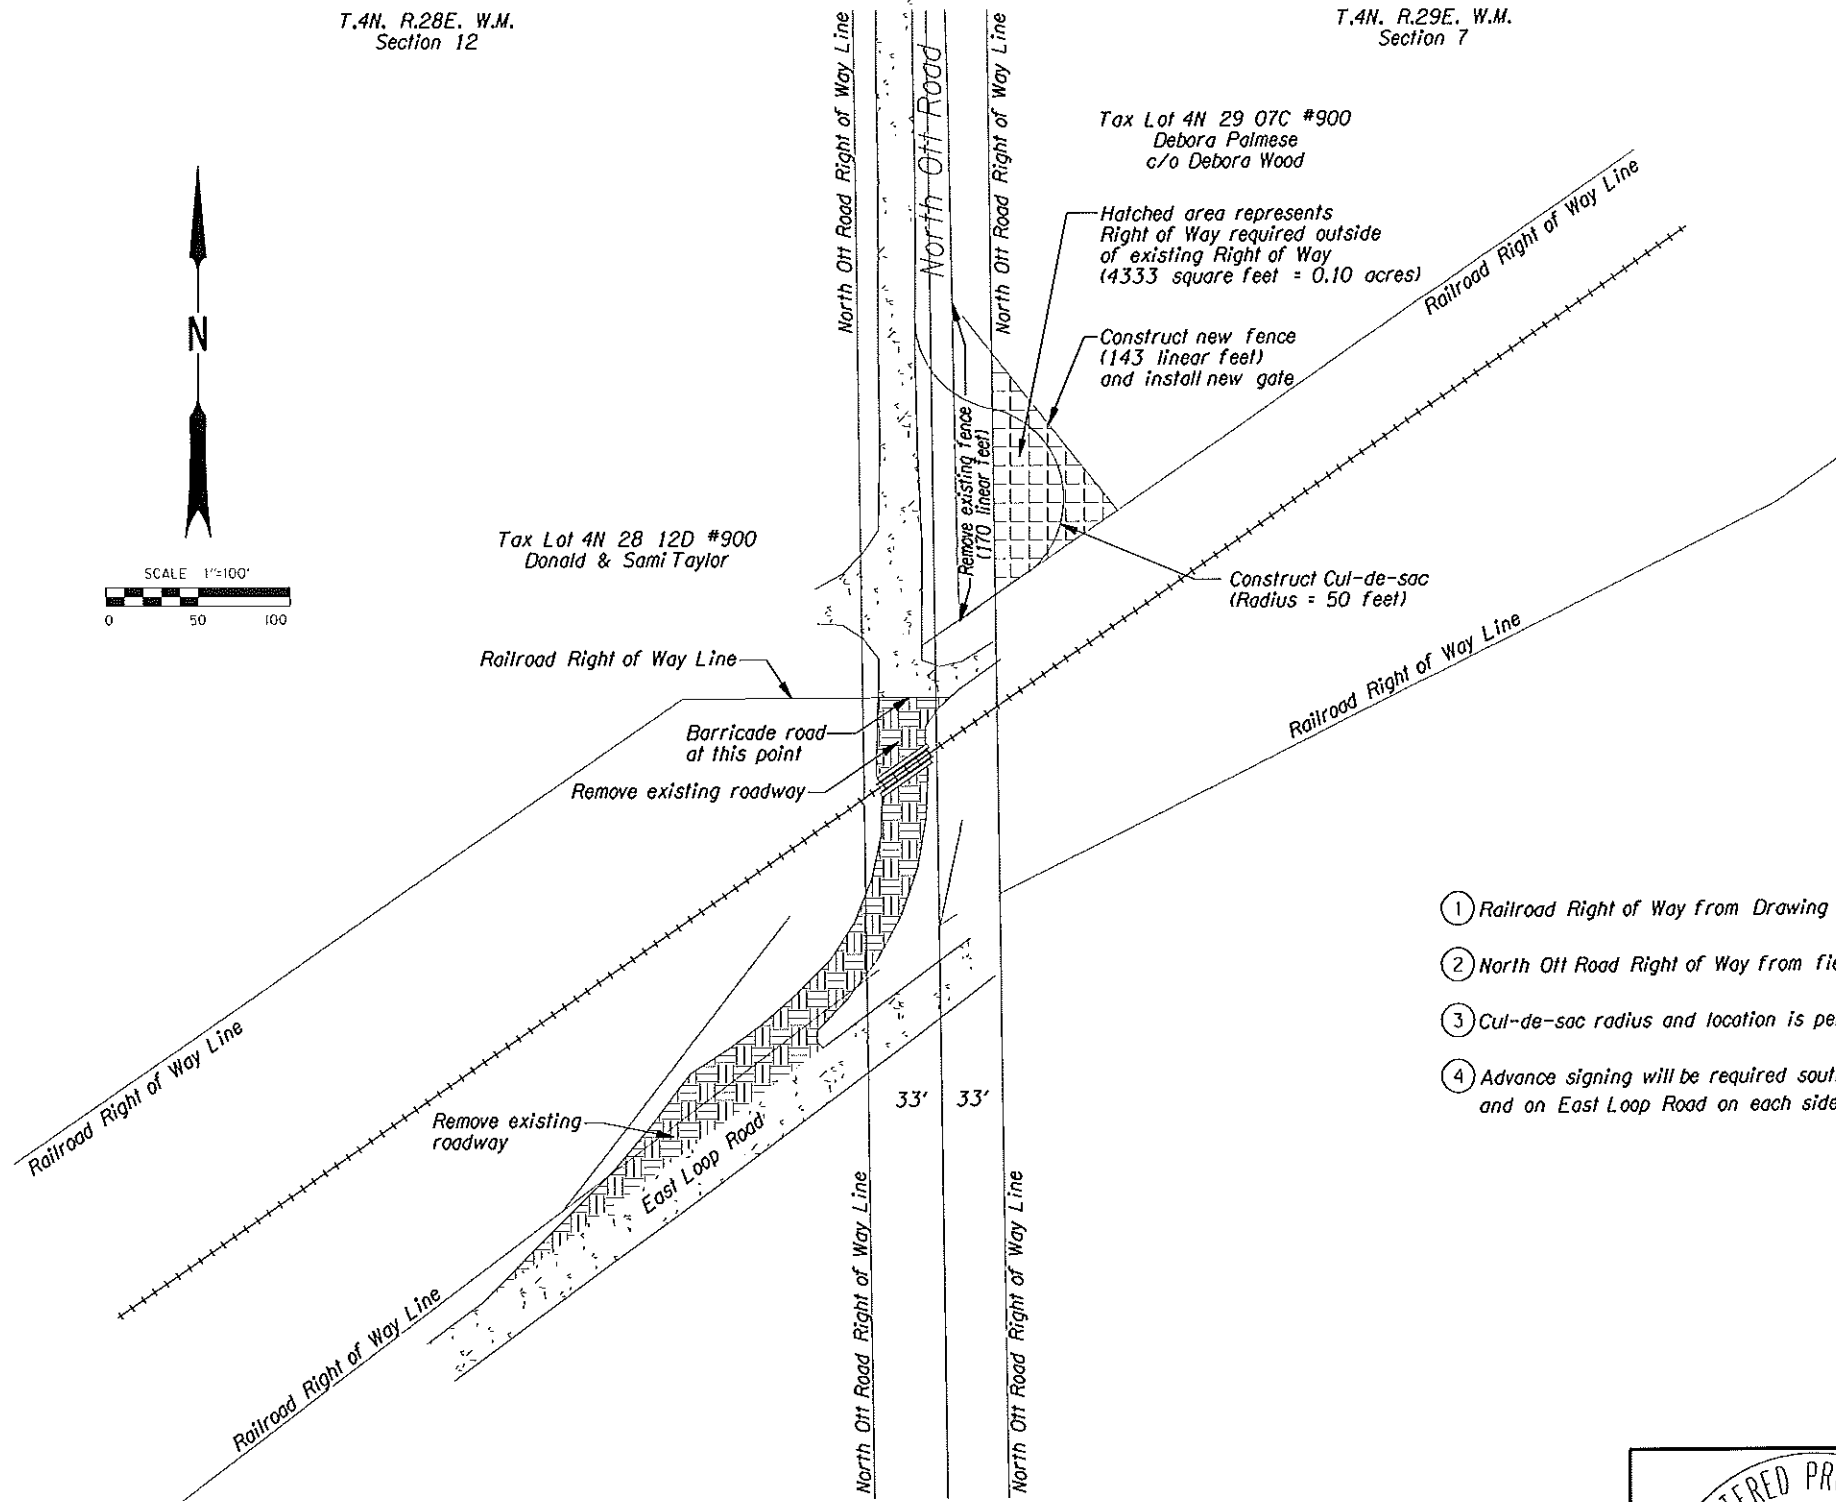 T.4N. R.28E. W.M.
Section 12
T.4N. R.29E. W.M.
Section 7
North Ott Road Right of Way Line
North Ott Road
North Ott Road Right of Way Line
Tax Lot 4N 29 07C #900
Debora Palmese
c/o Debora Wood
Hatched area represents
Right of Way required outside
of existing Right of Way
(4333 square feet = 0.10 acres)
Railroad Right of Way Line
N
Construct new fence
(143 linear feet)
and install new gate
Remove existing fence
(170 linear feet)
Tax Lot 4N 28 12D #900
Donald & Sami Taylor
SCALE 1"=100'
0 50 100
Construct Cul-de-sac
(Radius = 50 feet)
Railroad Right of Way Line
Railroad Right of Way Line
Barricade road
at this point
Remove existing roadway
1 Railroad Right of Way from Drawing
2 North Ott Road Right of Way from
3 Cul-de-sac radius and location is
4 Advance signing will be required
and on East Loop Road on each side
Railroad Right of Way Line
33' 33'
Remove existing
roadway
East Loop Road
North Ott Road Right of Way Line
North Ott Road Right of Way Line
Railroad Right of Way Line